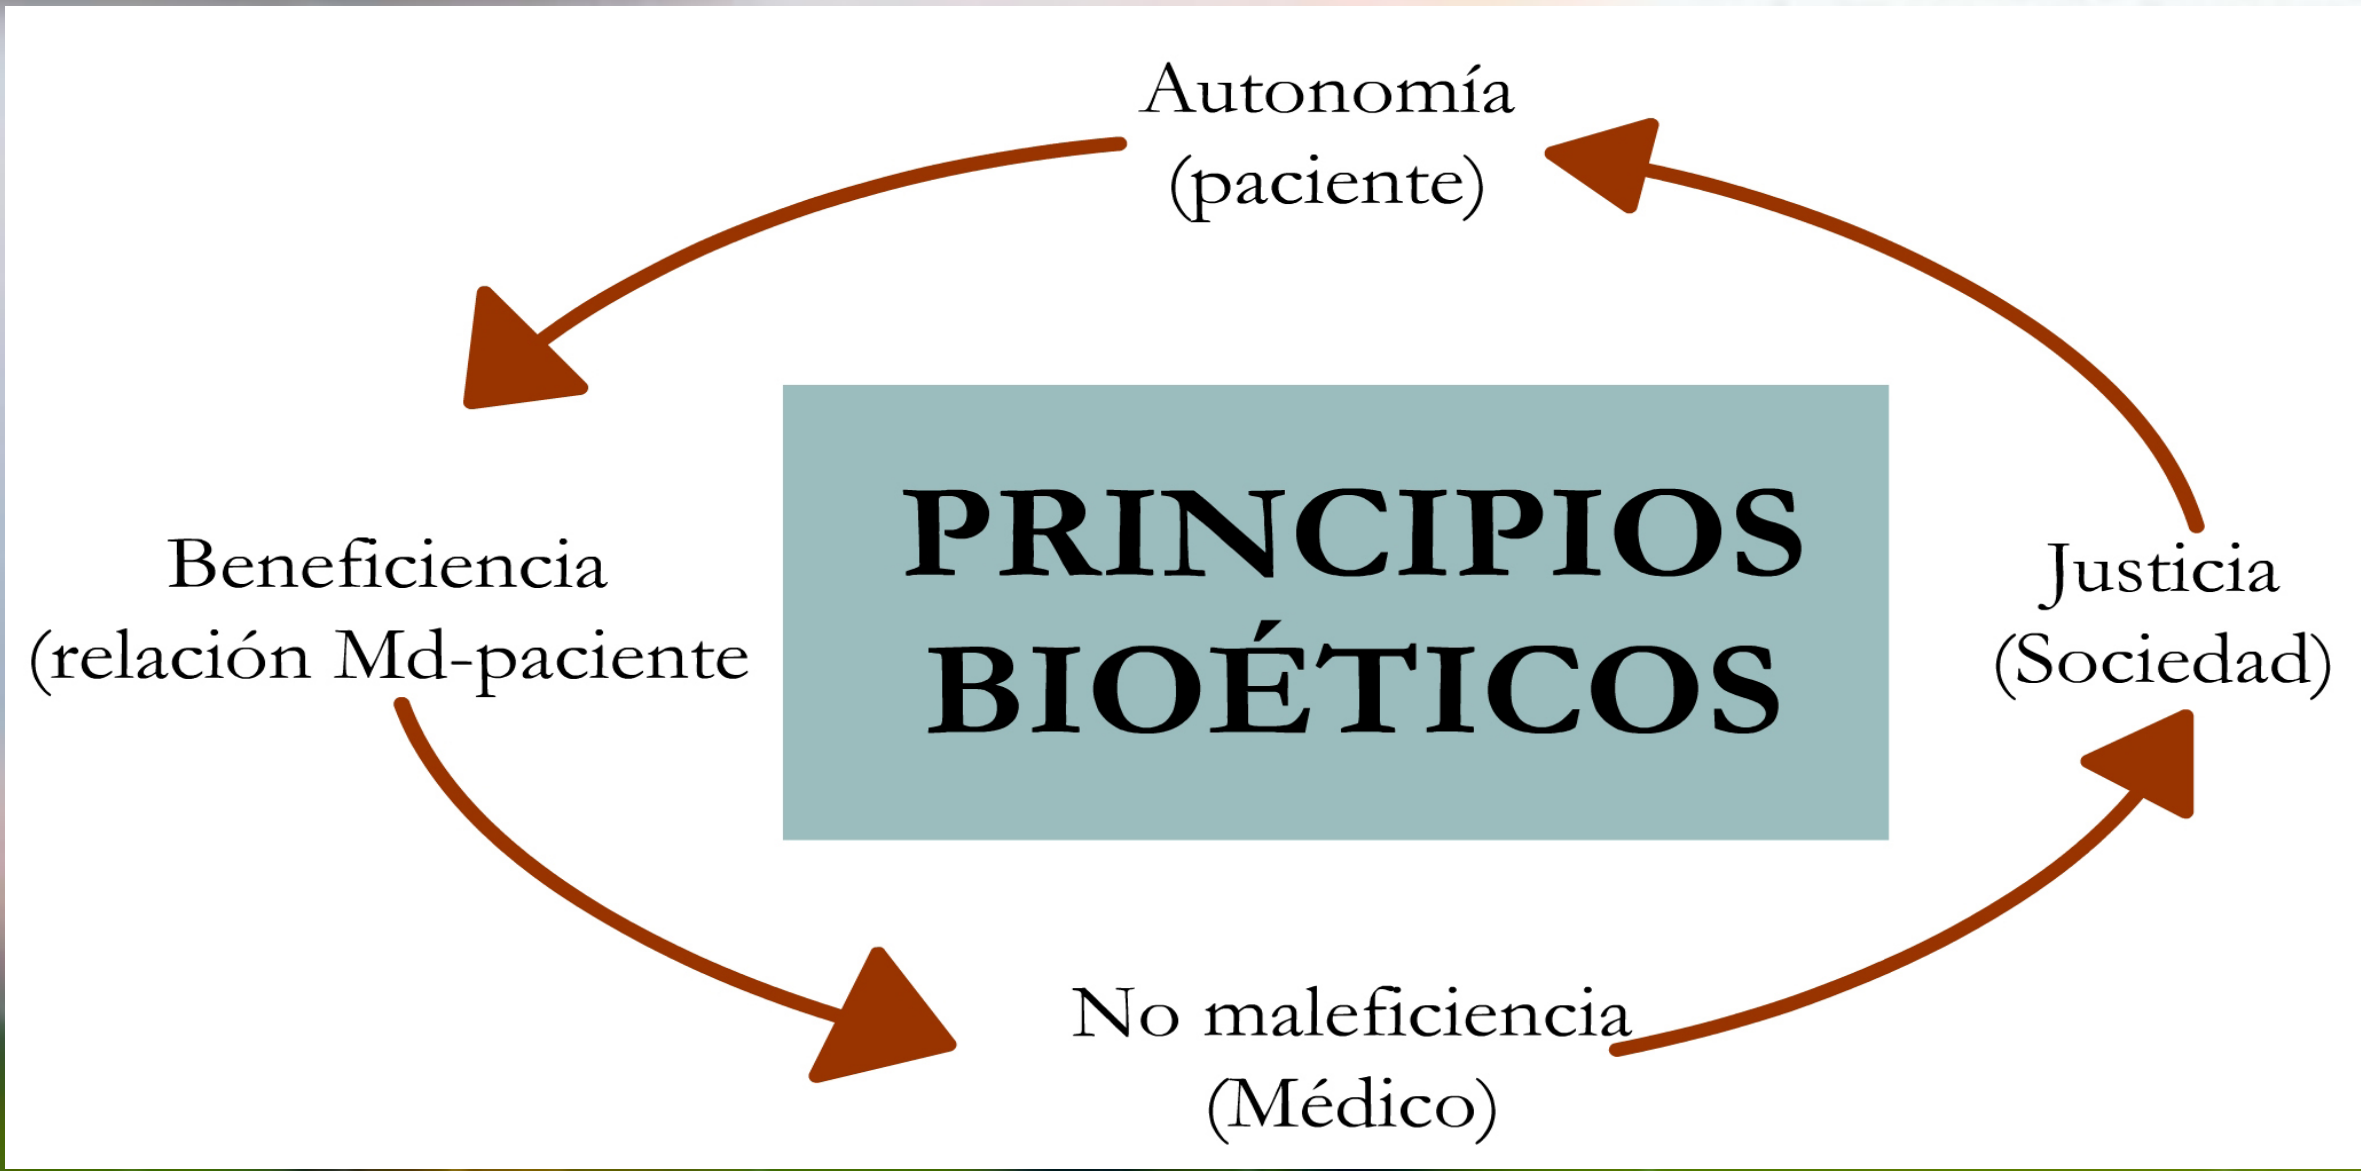 Autonomía
(paciente)
PRINCIPIOS
BIOÉTICOS
Beneficiencia
(relación Md-paciente
Justicia
(Sociedad)
No maleficiencia
(Médico)